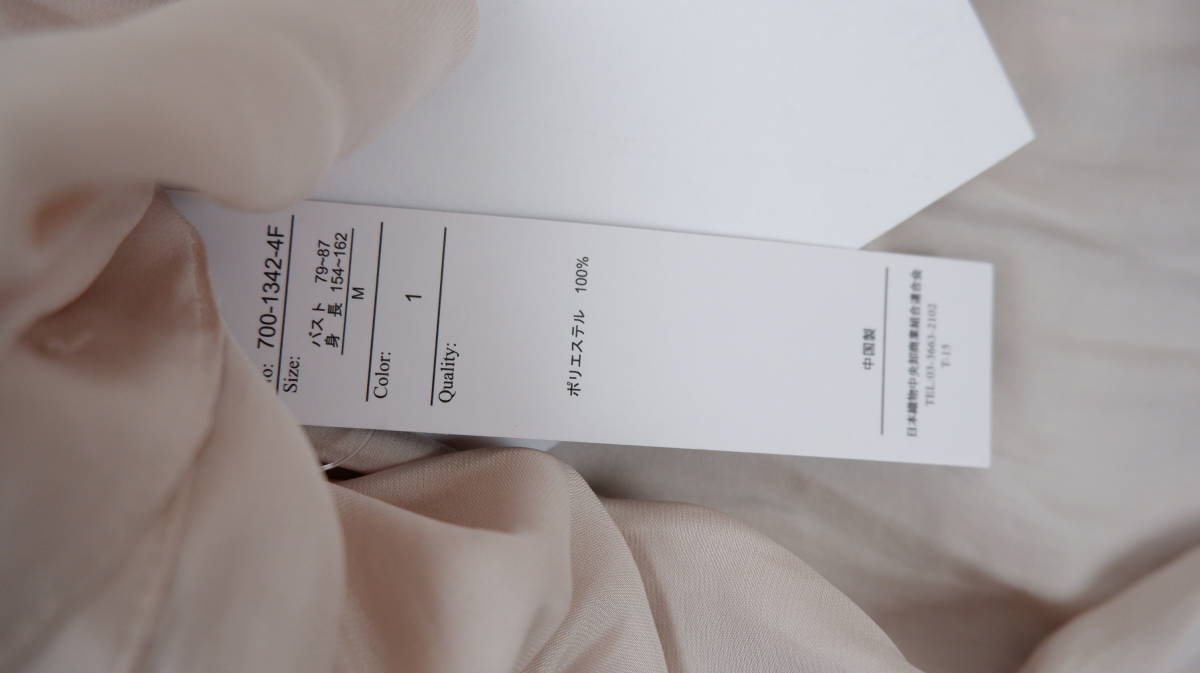 o: 700-1342-4F
Size:
バスト 79~87
身 長 154~162
M
Color: 1
Quality:
ポリエステル 100%
中国製
日本織物中央卸商業組合連合会
TEL.03-3663-2102
T-15